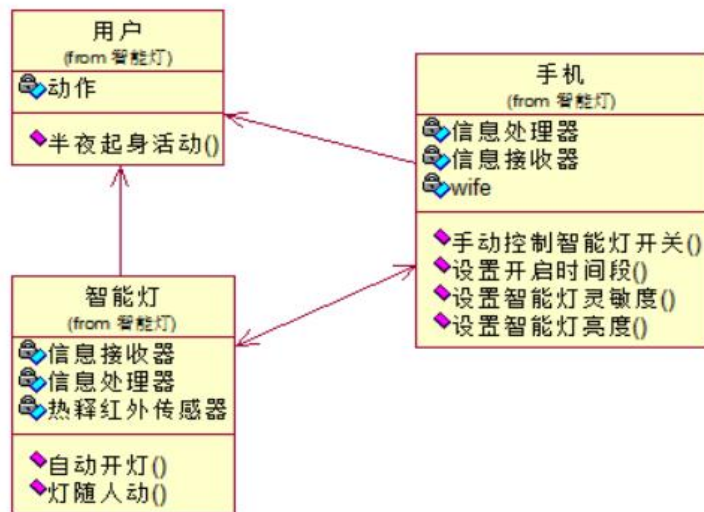 用户
(from 智能灯)
动作
半夜起身活动()
手机
(from 智能灯)
信息处理器
信息接收器
wife
手动控制智能灯开关()
设置开启时间段()
设置智能灯灵敏度()
设置智能灯亮度()
智能灯
(from 智能灯)
信息接收器
信息处理器
热释红外传感器
自动开灯()
灯随人动()